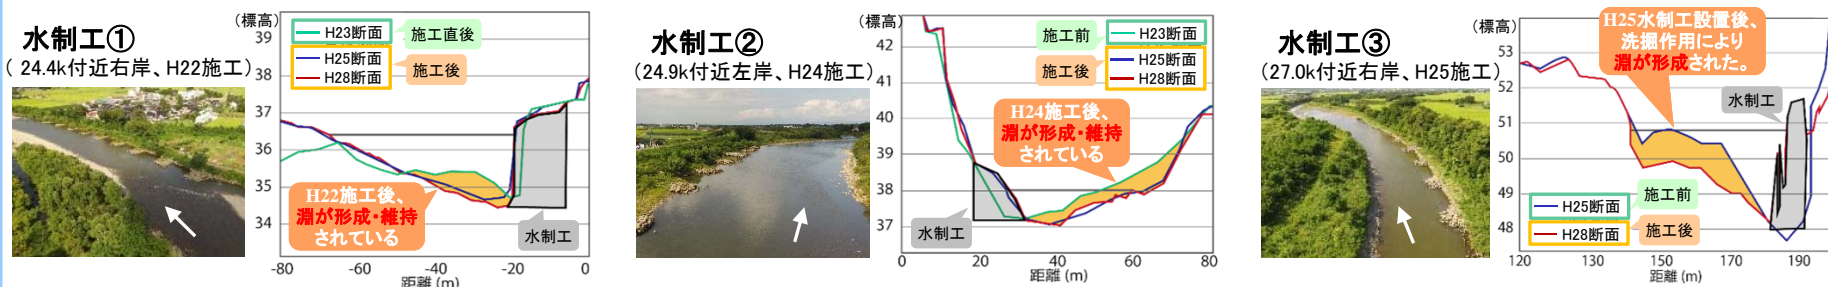 水制工①
（ 24.4k付近右岸、H22施工）
（標高）
39
38
37
36
35
34
H23断面
施工直後
H25断面
H28断面
施工後
H22施工後、
淵が形成・維持
されている
水制工
-80
-60
-40
-20
0
距離 (m)
水制工②
（24.9k付近左岸、H24施工）
（標高）
42
41
40
39
38
37
施工前
H23断面
施工後
H25断面
H28断面
H24施工後、
淵が形成・維持
されている
水制工
0
20
40
60
80
距離 (m)
水制工③
（27.0k付近右岸、H25施工）
（標高）
53
52
51
50
49
48
H25水制工設置後、
洗掘作用により
淵が形成された。
水制工
H25断面
施工前
H28断面
施工後
120
130
150
170
190
距離 (m)